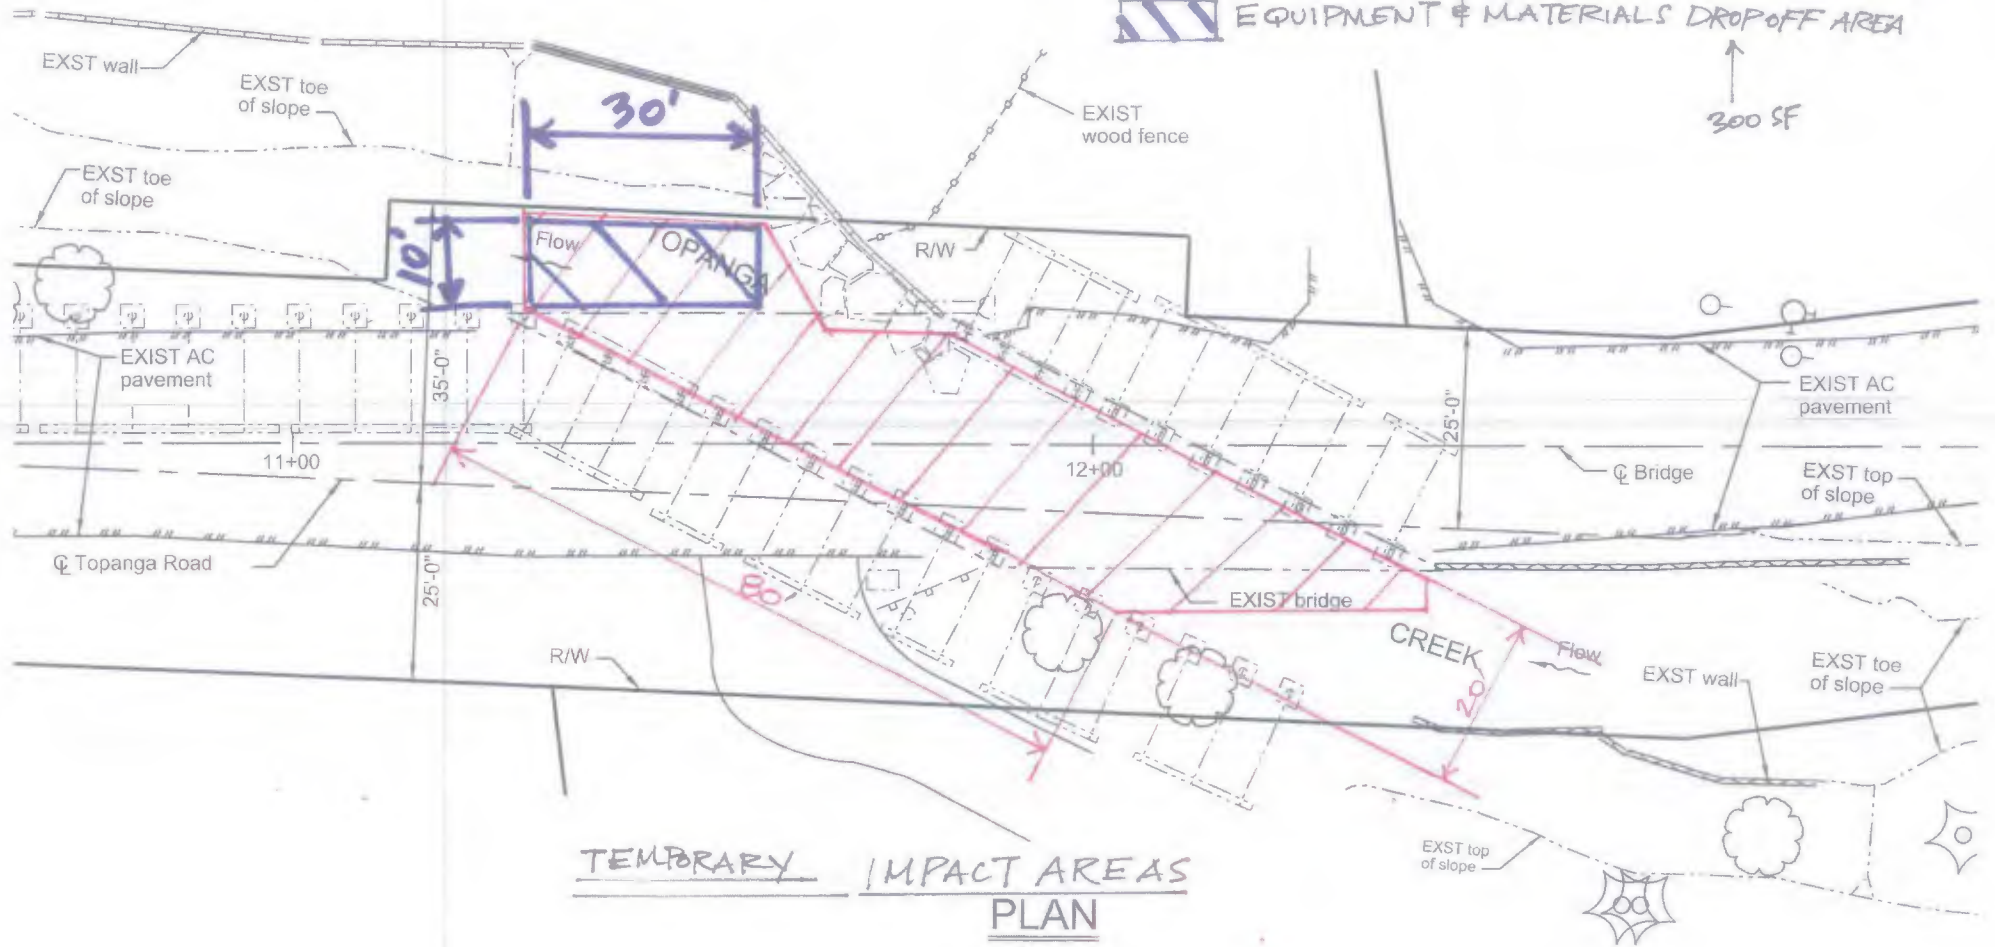 EQUIPMENT & MATERIALS DROPOFF AREA
300 SF
EXST wall
EXST toe
of slope
30'
EXIST
wood fence
EXST toe
of slope
10'
Flow
OPANGA
R/W
EXIST AC
pavement
35'-0"
11+00
12+00
25'-0"
EXIST AC
pavement
℄ Bridge
EXST top
of slope
℄ Topanga Road
25'-0"
80'
EXIST bridge
CREEK
Flow
20'
R/W
EXST wall
EXST toe
of slope
EXST top
of slope
TEMPORARY IMPACT AREAS
PLAN